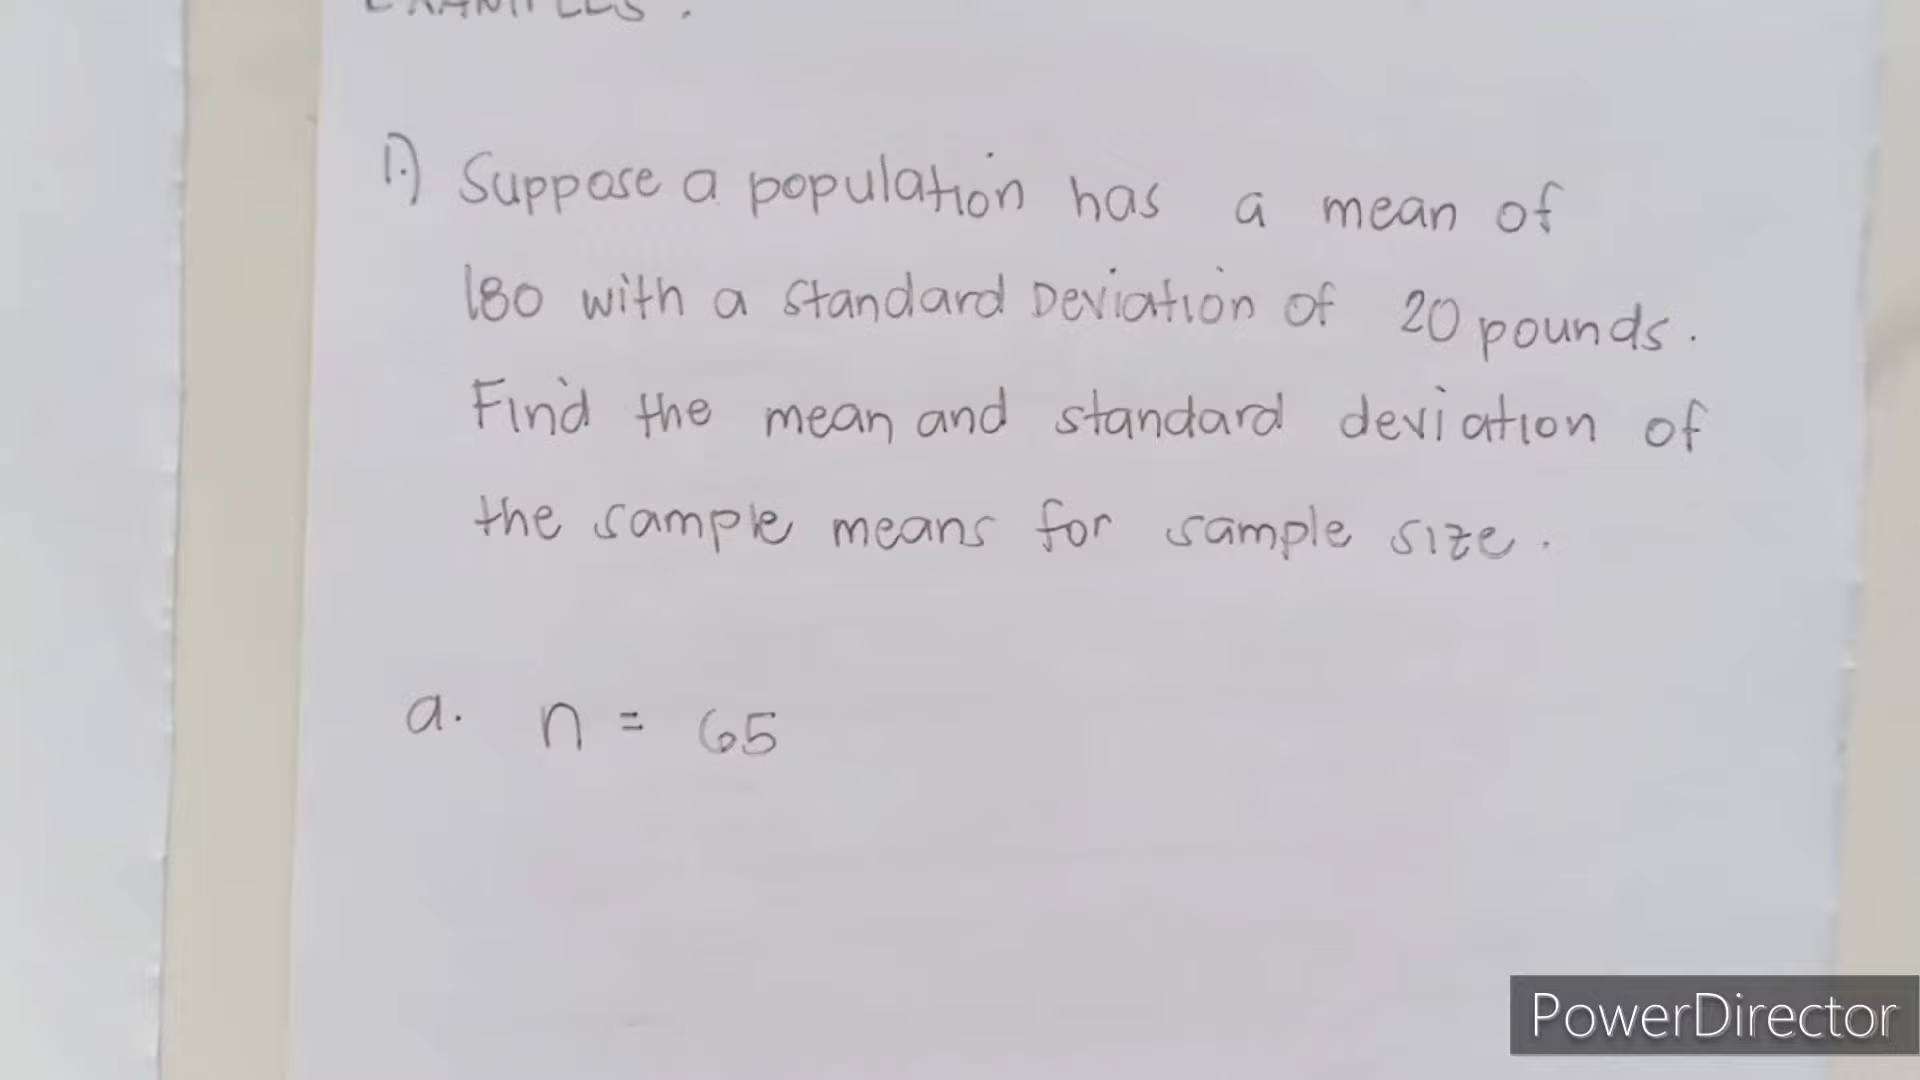 EXAMPLES.
1.) Suppose a population has a mean of
180 with a standard Deviation of 20 pounds.
Find the mean and standard deviation of
the sample means for sample size.
a. n = 65
PowerDirector